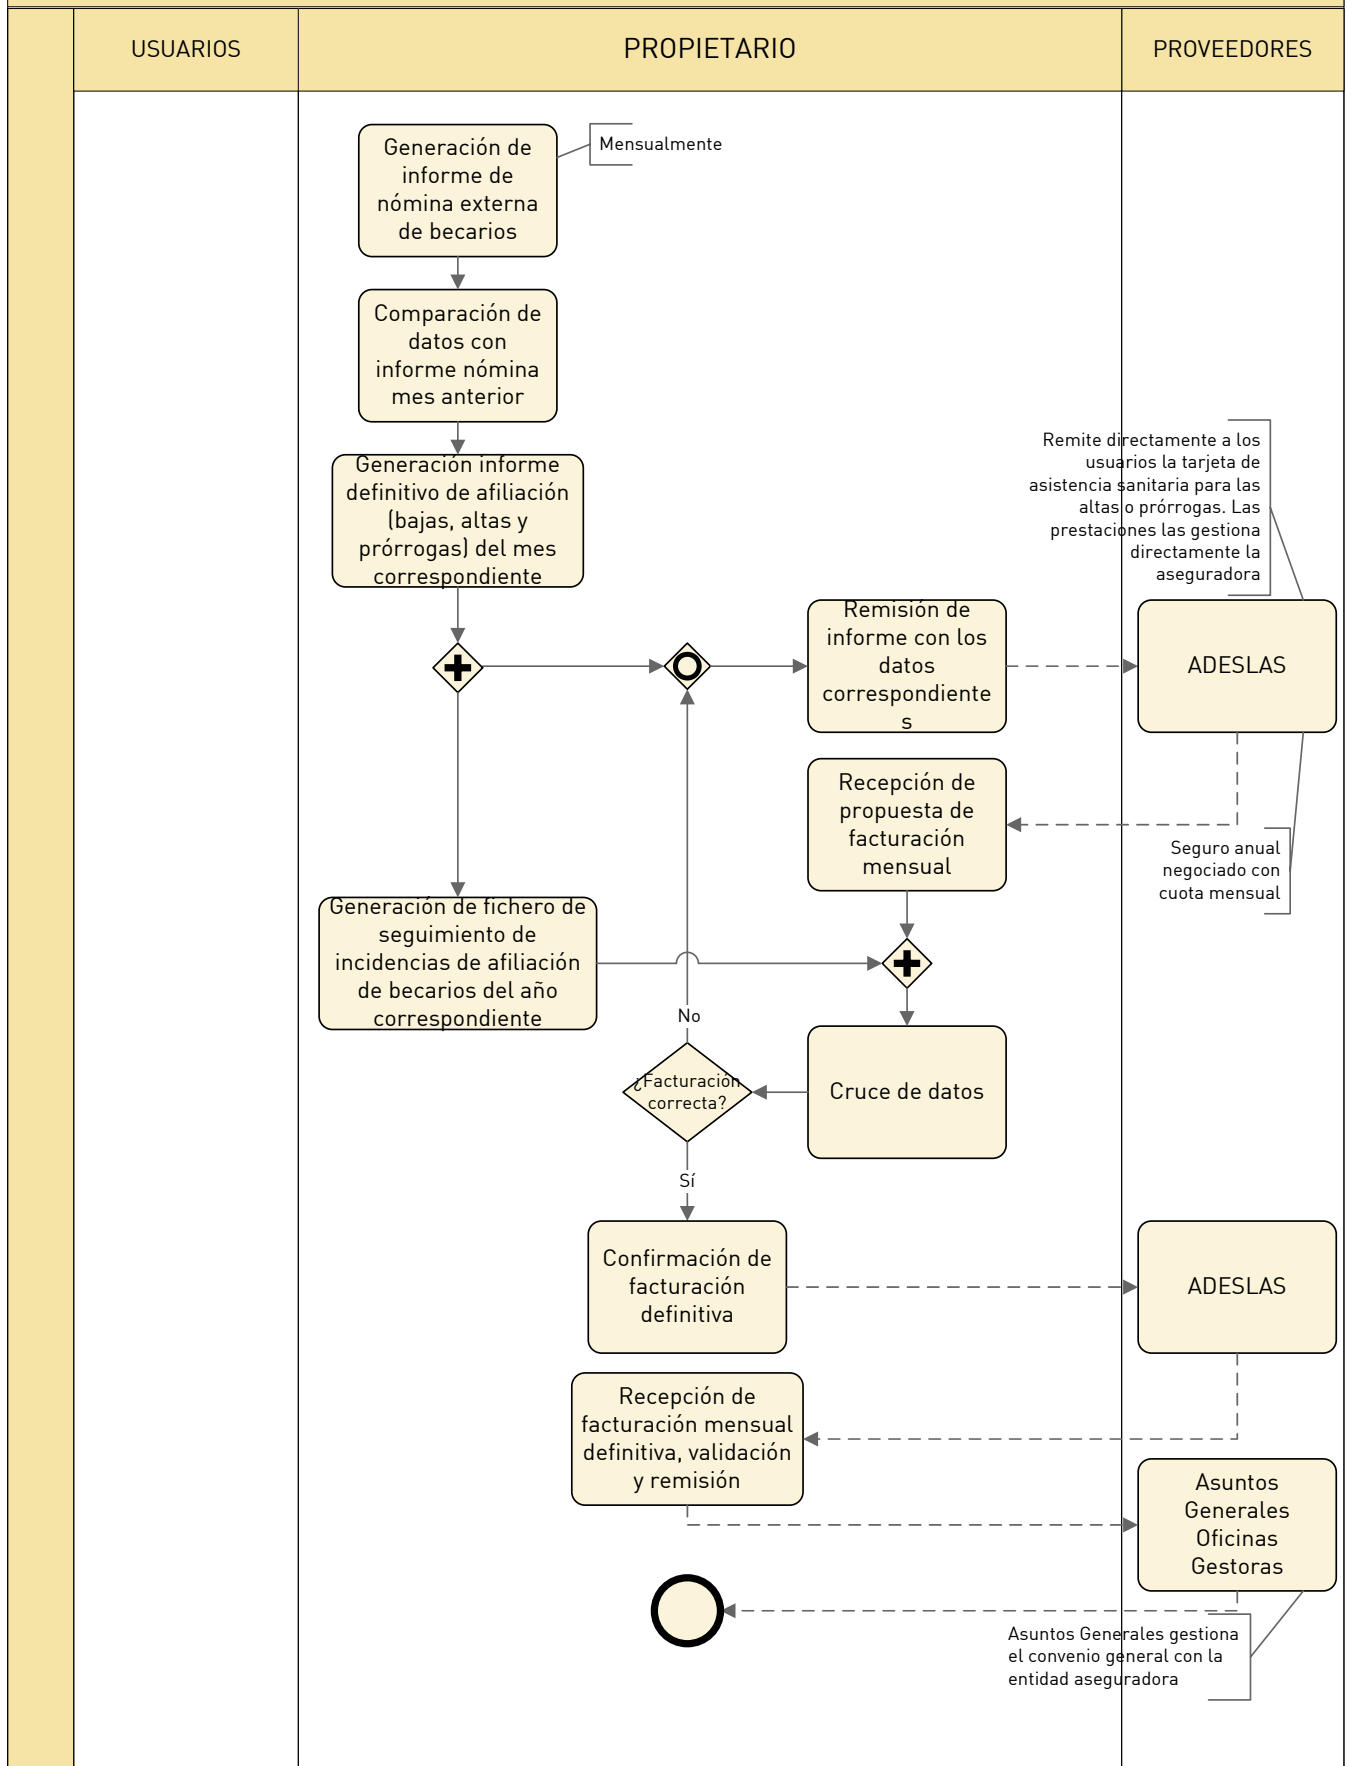 USUARIOS
PROPIETARIO
PROVEEDORES
Generación de
informe de
nómina externa
de becarios
Mensualmente
Comparación de
datos con
informe nómina
mes anterior
Generación informe
definitivo de afiliación
(bajas, altas y
prórrogas) del mes
correspondiente
Remite directamente a los
usuarios la tarjeta de
asistencia sanitaria para las
altas o prórrogas. Las
prestaciones las gestiona
directamente la
aseguradora
Remisión de
informe con los
datos
correspondiente
s
ADESLAS
Recepción de
propuesta de
facturación
mensual
Seguro anual
negociado con
cuota mensual
Generación de fichero de
seguimiento de
incidencias de afiliación
de becarios del año
correspondiente
No
¿Facturación
correcta?
Cruce de datos
Sí
Confirmación de
facturación
definitiva
ADESLAS
Recepción de
facturación mensual
definitiva, validación
y remisión
Asuntos
Generales
Oficinas
Gestoras
Asuntos Generales gestiona
el convenio general con la
entidad aseguradora